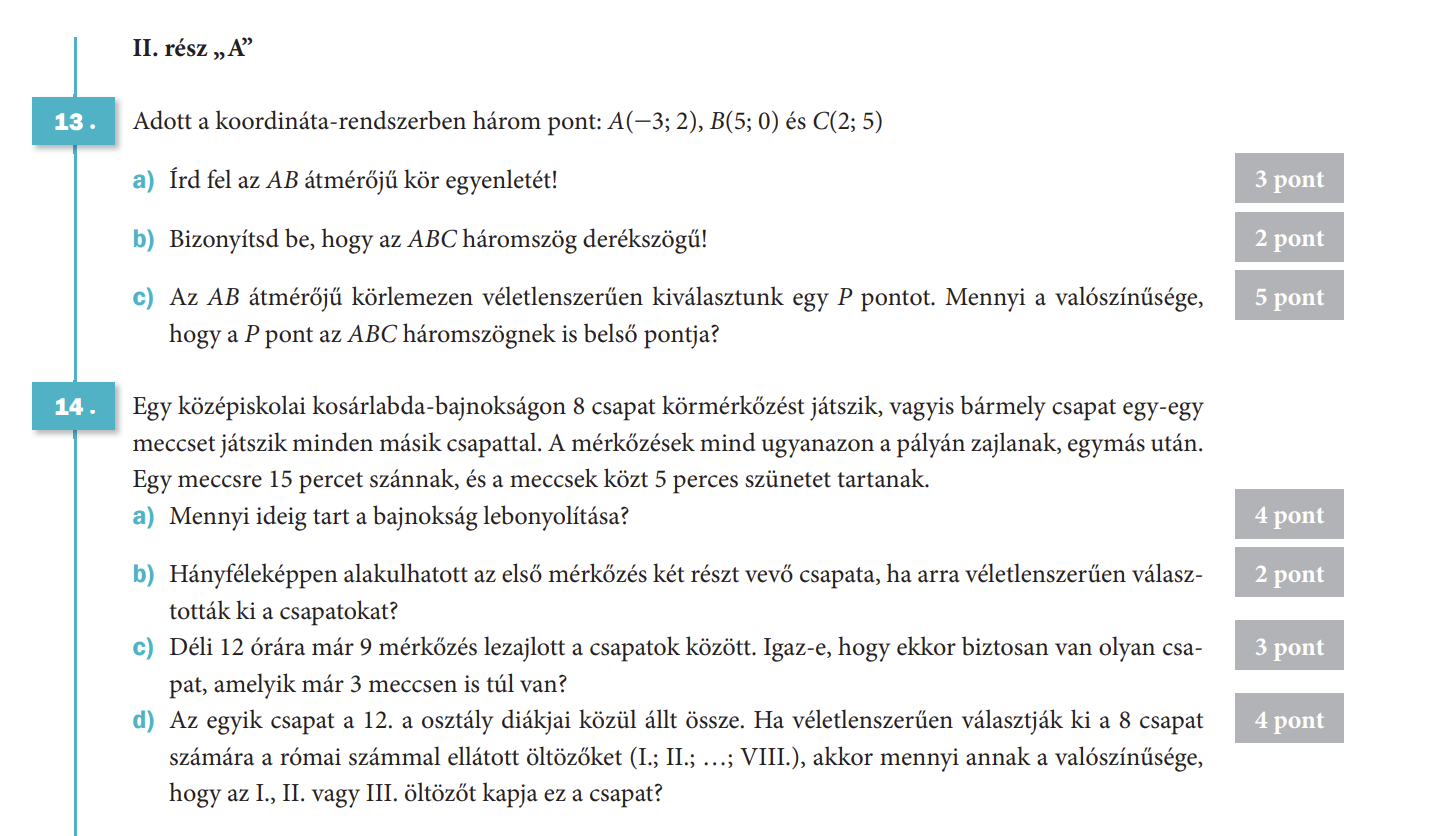 II. rész „A”
13. Adott a koordináta-rendszerben három pont: A(−3; 2), B(5; 0) és C(2; 5)
a) Írd fel az AB átmérőjű kör egyenletét! 3 pont
b) Bizonyítsd be, hogy az ABC háromszög derékszögű! 2 pont
c) Az AB átmérőjű körlemezen véletlenszerűen kiválasztunk egy P pontot. Mennyi a valószínűsége, 5 pont
hogy a P pont az ABC háromszögnek is belső pontja?
14. Egy középiskolai kosárlabda-bajnokságon 8 csapat körmérkőzést játszik, vagyis bármely csapat egy-egy
meccset játszik minden másik csapattal. A mérkőzések mind ugyanazon a pályán zajlanak, egymás után.
Egy meccsre 15 percet szánnak, és a meccsek közt 5 perces szünetet tartanak.
a) Mennyi ideig tart a bajnokság lebonyolítása? 4 pont
b) Hányféleképpen alakulhatott az első mérkőzés két részt vevő csapata, ha arra véletlenszerűen válasz- 2 pont
tották ki a csapatokat?
c) Déli 12 órára már 9 mérkőzés lezajlott a csapatok között. Igaz-e, hogy ekkor biztosan van olyan csa- 3 pont
pat, amelyik már 3 meccsen is túl van?
d) Az egyik csapat a 12. a osztály diákjai közül állt össze. Ha véletlenszerűen választják ki a 8 csapat 4 pont
számára a római számmal ellátott öltözőket (I.; II.; …; VIII.), akkor mennyi annak a valószínűsége,
hogy az I., II. vagy III. öltözőt kapja ez a csapat?